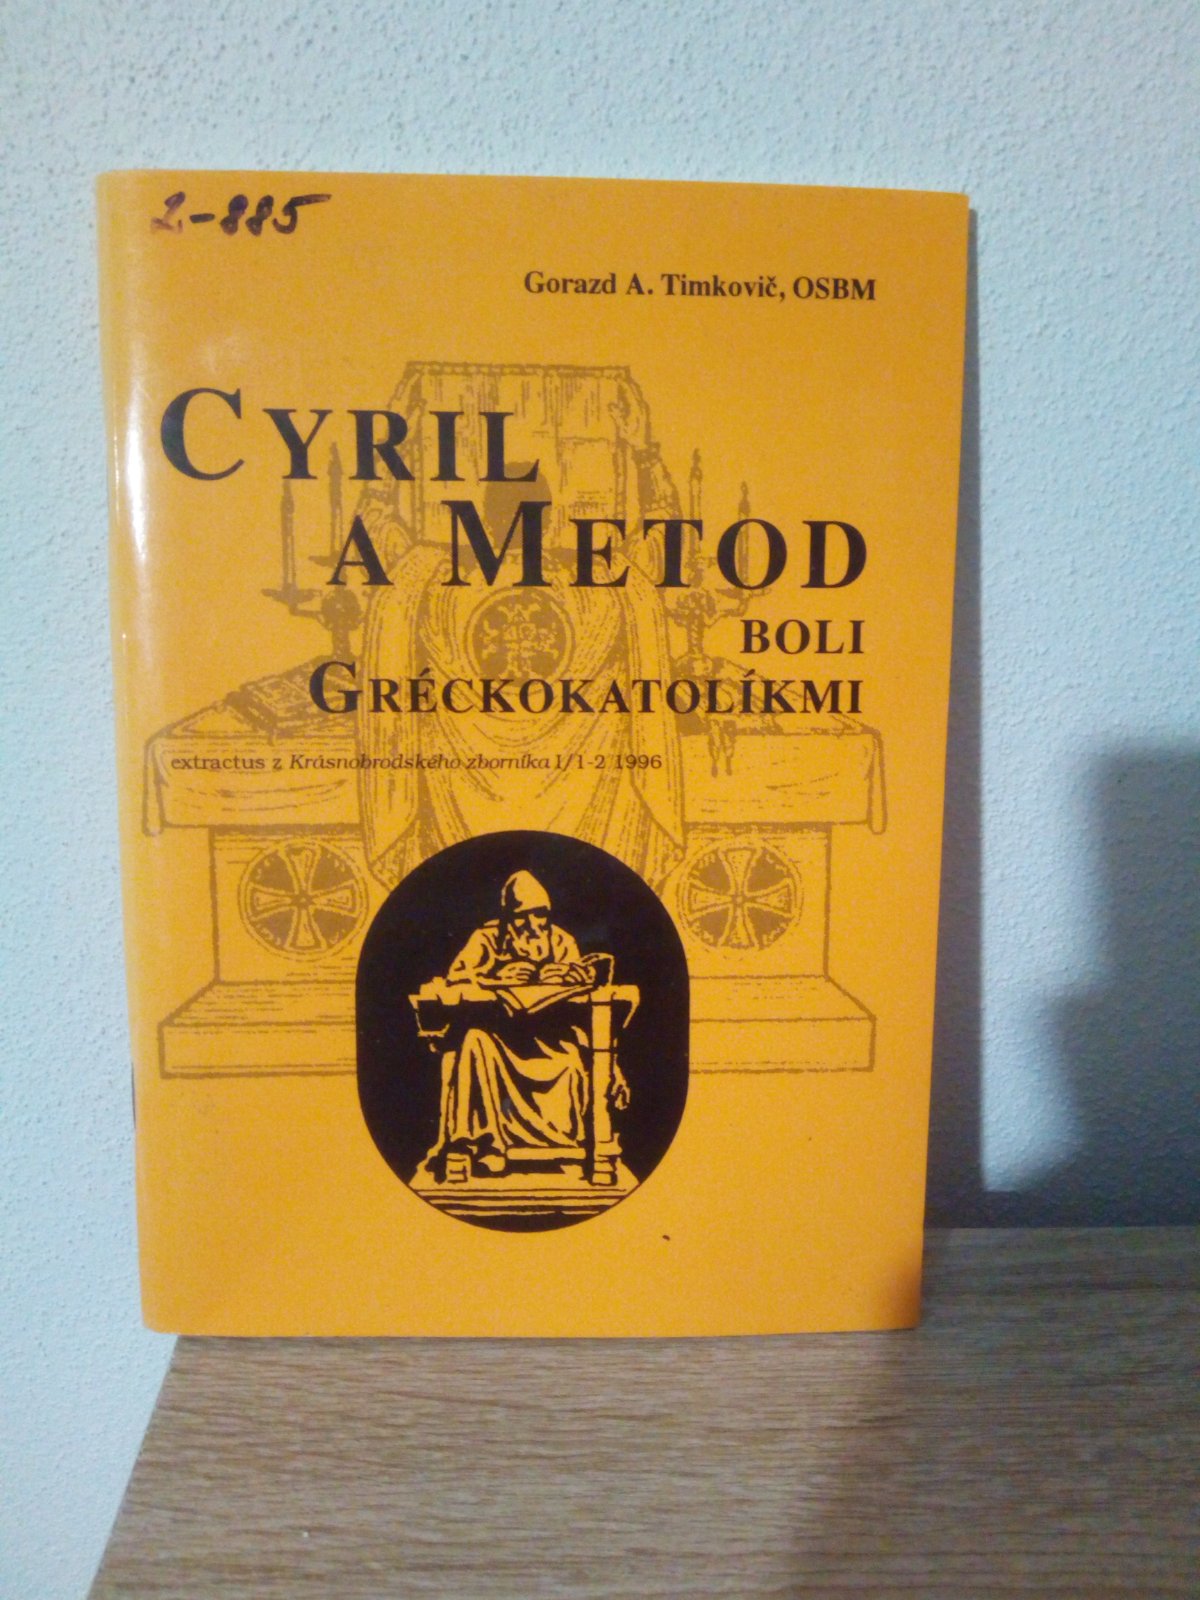 2-885
Gorazd A. Timkovič, OSBM
CYRIL
A METOD
BOLI
GRÉCKOKATOLÍKMI
extractus z Krásnobrodského zborníka I/1-2 1996